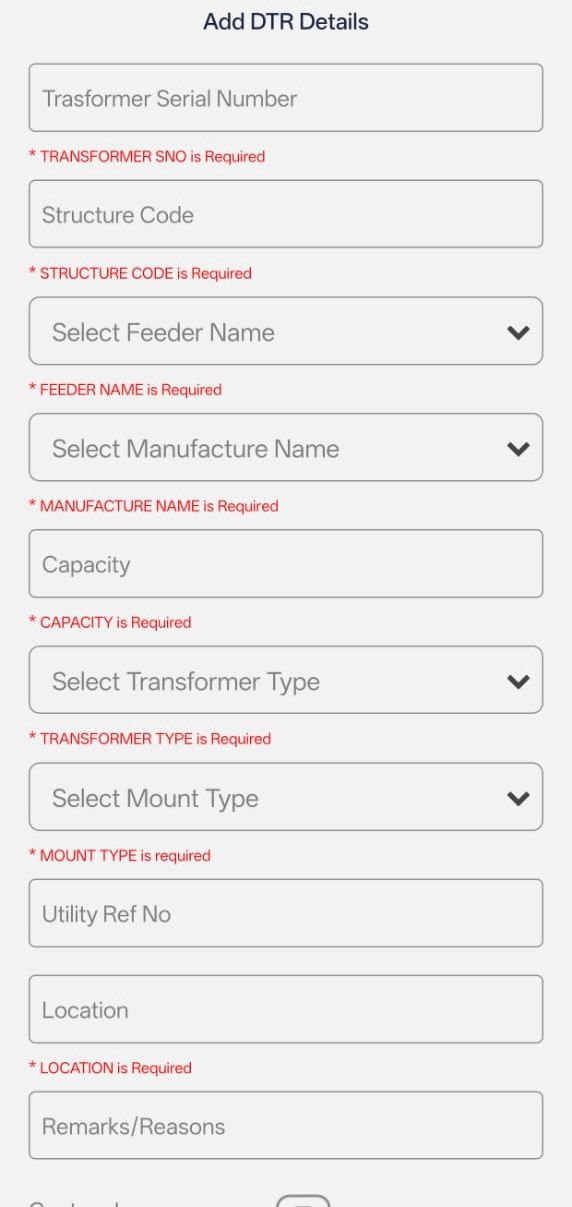 Add DTR Details
Trasformer Serial Number
* TRANSFORMER SNO is Required
Structure Code
* STRUCTURE CODE is Required
Select Feeder Name
* FEEDER NAME is Required
Select Manufacture Name
* MANUFACTURE NAME is Required
Capacity
* CAPACITY is Required
Select Transformer Type
* TRANSFORMER TYPE is Required
Select Mount Type
* MOUNT TYPE is required
Utility Ref No
Location
* LOCATION is Required
Remarks/Reasons